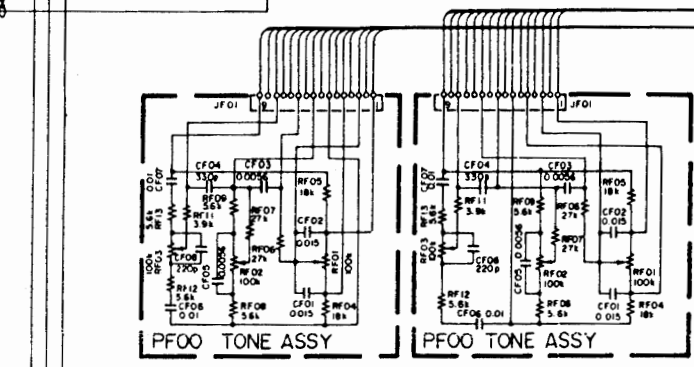 JF01
9
1
CF07
0.01
CF04
330p
CF03
0.0056
RF05
18k
RF09
5.6k
RF07
27k
RF13
5.6k
RF11
3.9k
CF02
0.015
RF03
100k
CF08
220p
CF05
0.0056
RF06
27k
RF02
100k
RF01
100k
RF12
5.6k
CF06
0.01
RF08
5.6k
CF01
0.015
RF04
18k
PF00 TONE ASSY
JF01
9
1
CF07
0.01
CF04
330p
CF03
0.0056
RF05
18k
RF11
3.9k
5.6k
RF06
27k
RF13
5.6k
CF02
0.015
RF03
100k
RF07
27k
CF08
220p
CF05
0.0056
RF02
100k
RF01
100k
RF12
5.6k
5.6k
CF01
0.015
RF04
18k
CF06 0.01
PF00 TONE ASSY